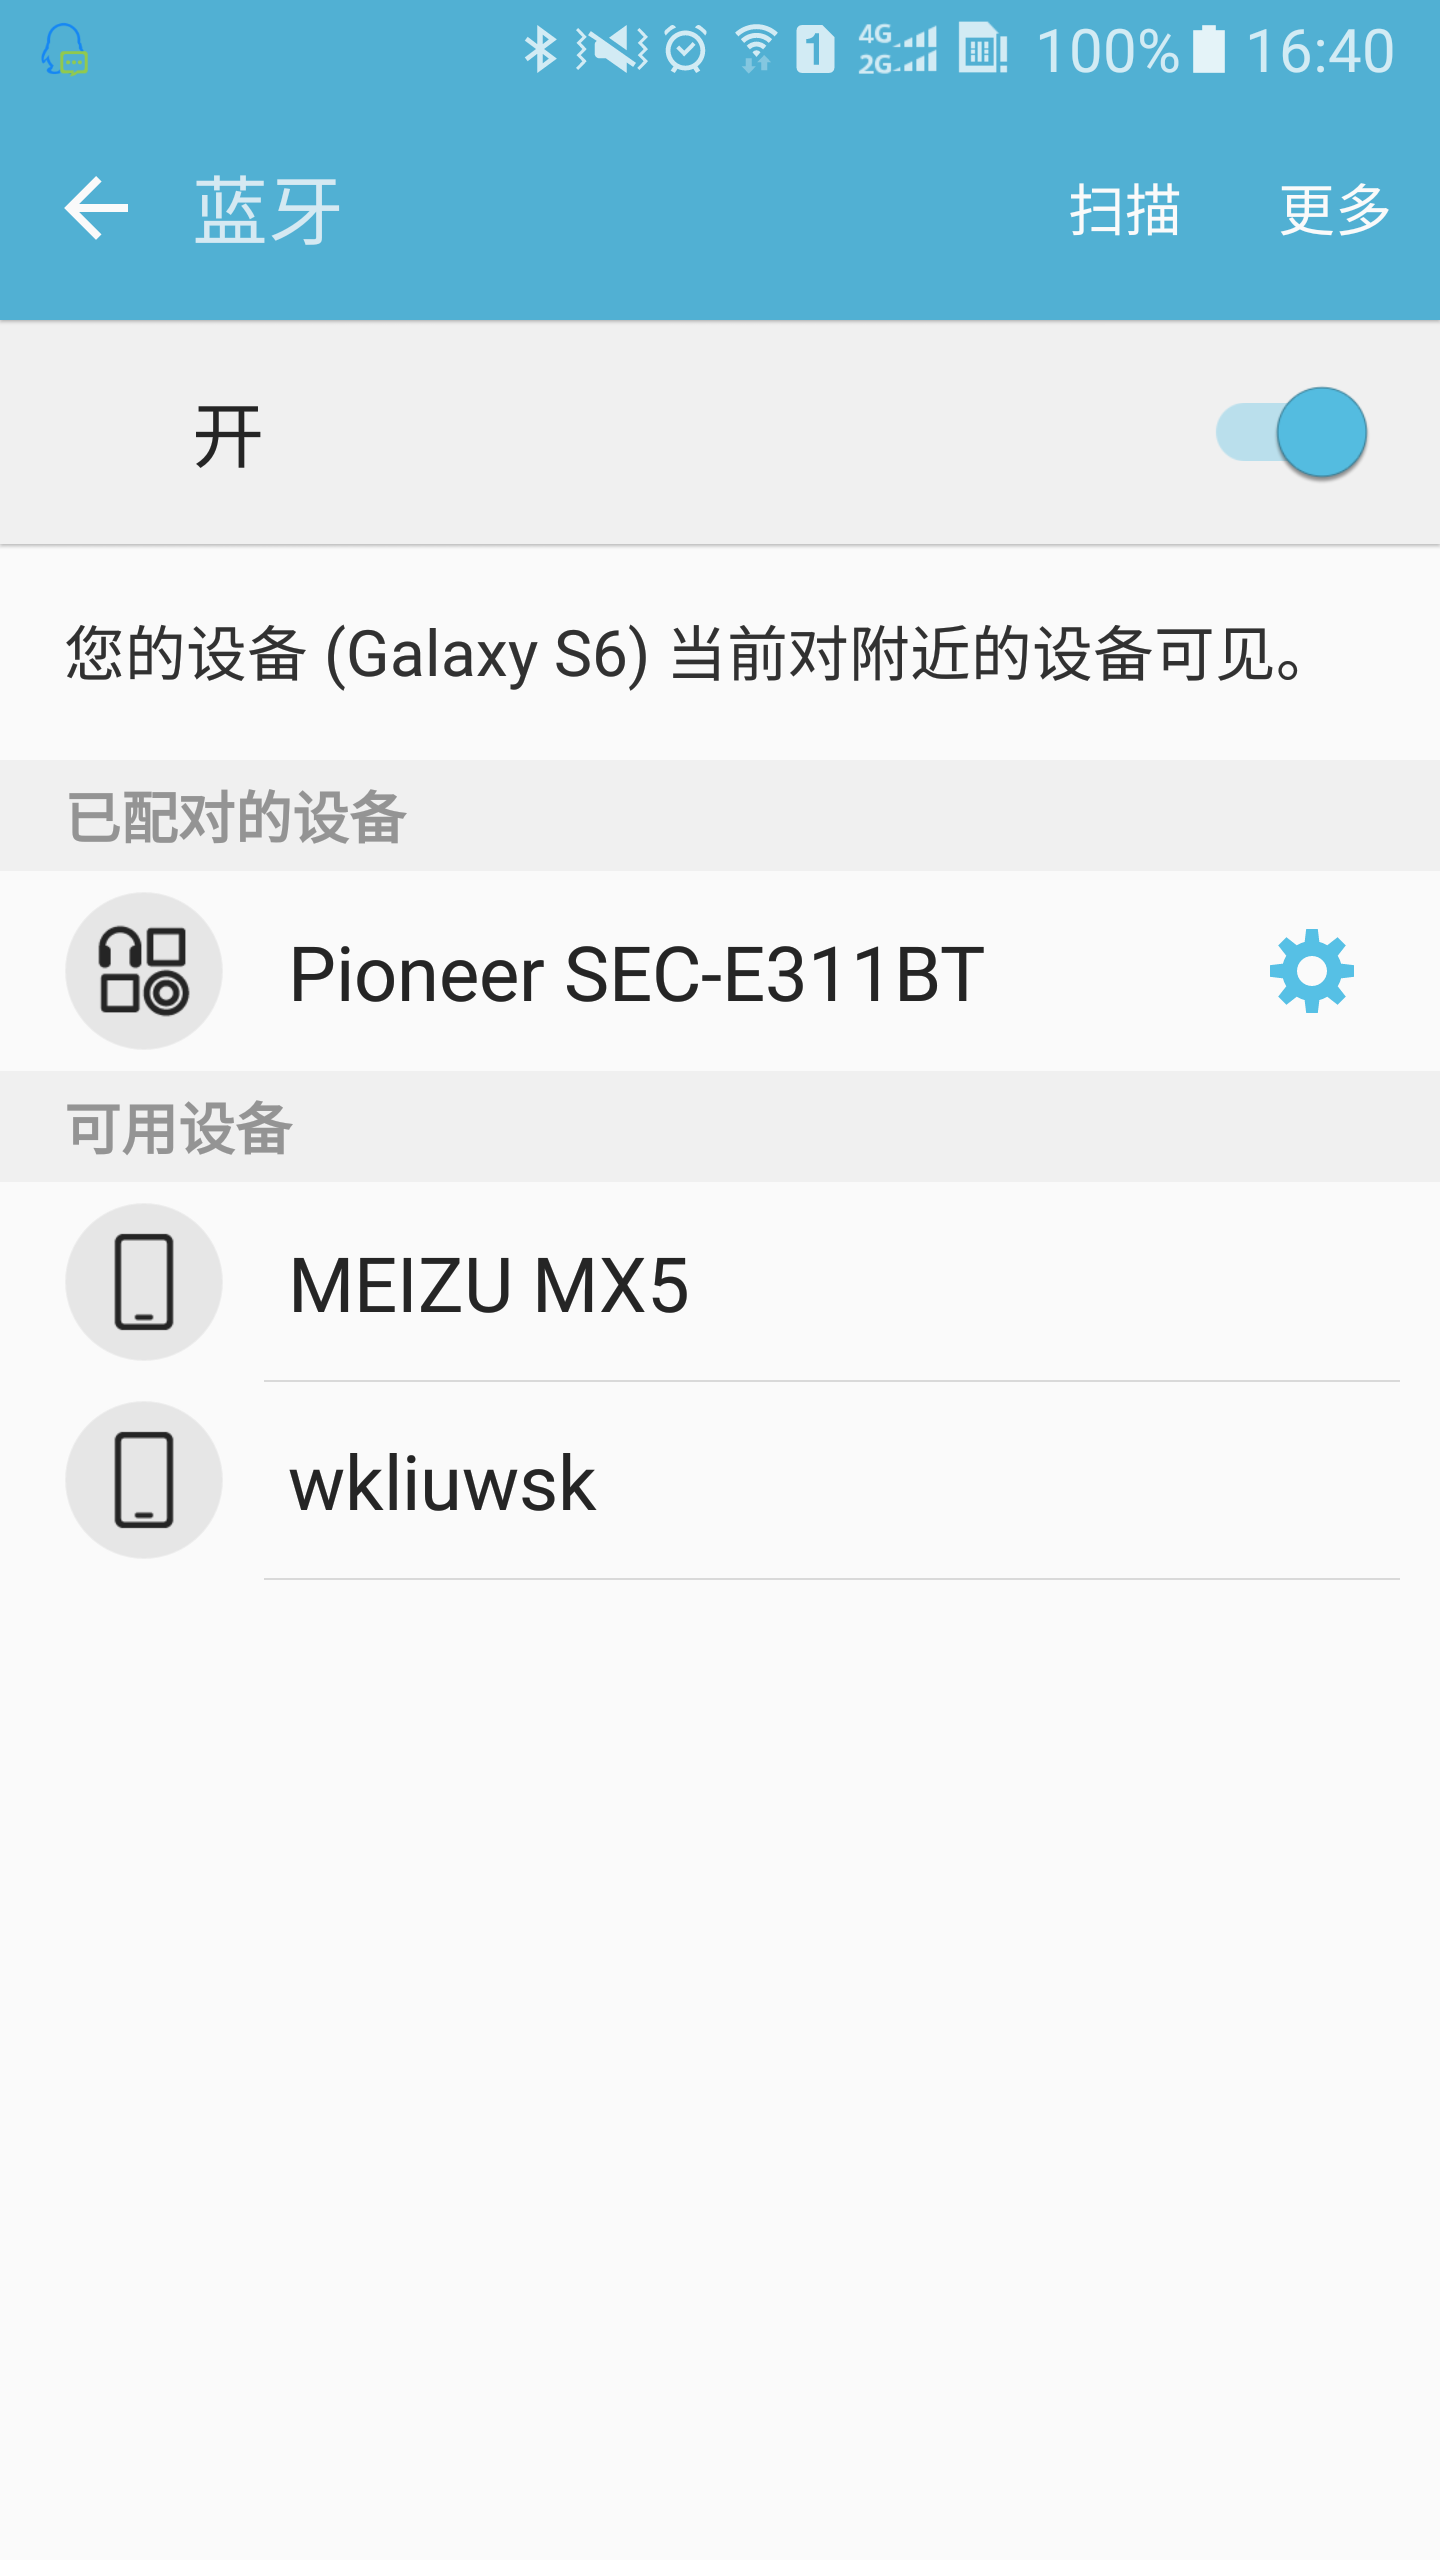 1 4G 2G 100% 16:40
蓝牙 扫描 更多
开
您的设备 (Galaxy S6) 当前对附近的设备可见。
已配对的设备
Pioneer SEC-E311BT
可用设备
MEIZU MX5
wkliuwsk